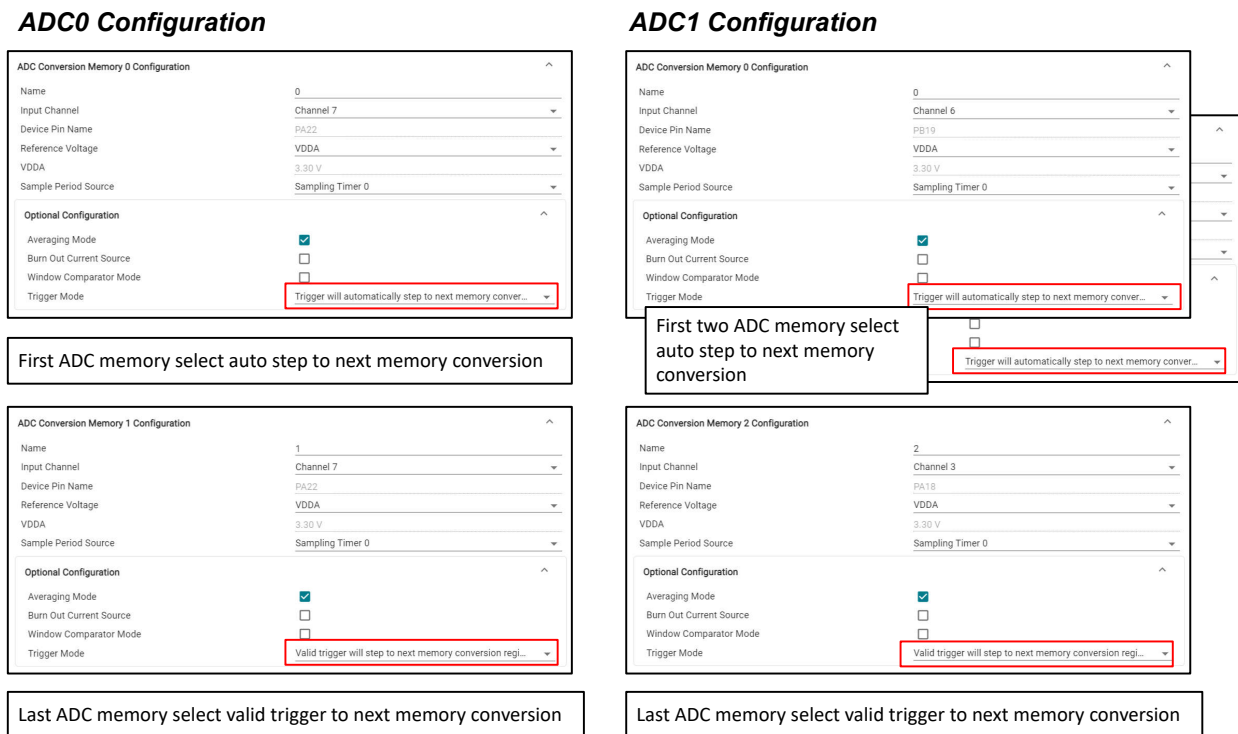 ADC0 Configuration
ADC Conversion Memory 0 Configuration
Name 0
Input Channel Channel 7
Device Pin Name PA22
Reference Voltage VDDA
VDDA 3.30 V
Sample Period Source Sampling Timer 0
Optional Configuration
Averaging Mode
Burn Out Current Source
Window Comparator Mode
Trigger Mode Trigger will automatically step to next memory conver...
First ADC memory select auto step to next memory conversion
ADC Conversion Memory 1 Configuration
Name 1
Input Channel Channel 7
Device Pin Name PA22
Reference Voltage VDDA
VDDA 3.30 V
Sample Period Source Sampling Timer 0
Optional Configuration
Averaging Mode
Burn Out Current Source
Window Comparator Mode
Trigger Mode Valid trigger will step to next memory conversion regi...
Last ADC memory select valid trigger to next memory conversion
ADC1 Configuration
ADC Conversion Memory 0 Configuration
Name 0
Input Channel Channel 6
Device Pin Name PB19
Reference Voltage VDDA
VDDA 3.30 V
Sample Period Source Sampling Timer 0
Optional Configuration
Averaging Mode
Burn Out Current Source
Window Comparator Mode
Trigger Mode Trigger will automatically step to next memory conver...
First two ADC memory select
auto step to next memory
conversion
Trigger will automatically step to next memory conver...
ADC Conversion Memory 2 Configuration
Name 2
Input Channel Channel 3
Device Pin Name PA18
Reference Voltage VDDA
VDDA 3.30 V
Sample Period Source Sampling Timer 0
Optional Configuration
Averaging Mode
Burn Out Current Source
Window Comparator Mode
Trigger Mode Valid trigger will step to next memory conversion regi...
Last ADC memory select valid trigger to next memory conversion